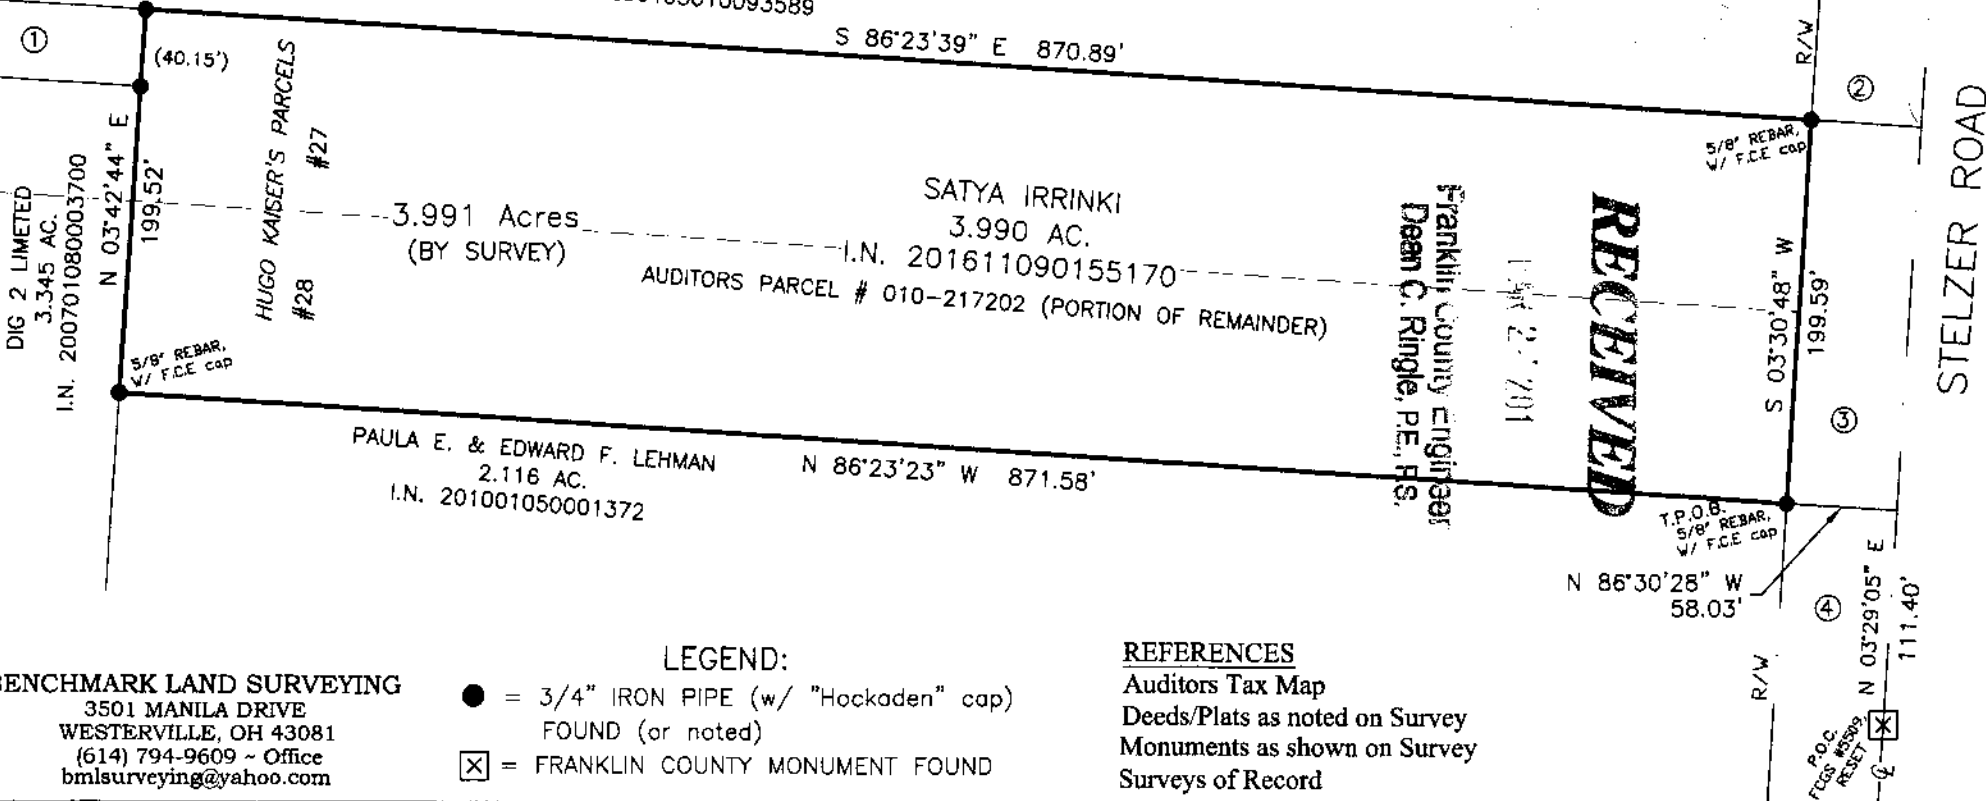 ①
(40.15')
S 86°23'39" E 870.89'
R/W
②
STELZER ROAD
5/8" REBAR,
W/ F.C.E cap
HUGO KAISER'S PARCELS
#27
#28
DIG 2 LIMETED
3.345 AC.
I.N. 200701080003700
N 03°42'44" E
199.52'
3.991 Acres
(BY SURVEY)
SATYA IRRINKI
3.990 AC.
I.N. 201611090155170
AUDITORS PARCEL # 010-217202 (PORTION OF REMAINDER)
Franklin County Engineer
Dean C. Ringle, P.E., P.S.
RECEIVED
S 03°30'48" W
199.59'
③
5/8" REBAR,
W/ F.C.E cap
PAULA E. & EDWARD F. LEHMAN
2.116 AC.
I.N. 201001050001372
N 86°23'23" W 871.58'
T.P.O.B.
5/8" REBAR,
W/ F.C.E cap
N 86°30'28" W
58.03'
④
N 03°29'05" E
111.40'
R/W
P.O.C.
FCGS #5509
RESET
LEGEND:
● = 3/4" IRON PIPE (w/ "Hockaden" cap)
FOUND (or noted)
☒ = FRANKLIN COUNTY MONUMENT FOUND
BENCHMARK LAND SURVEYING
3501 MANILA DRIVE
WESTERVILLE, OH 43081
(614) 794-9609 ~ Office
bmlsurveying@yahoo.com
REFERENCES
Auditors Tax Map
Deeds/Plats as noted on Survey
Monuments as shown on Survey
Surveys of Record